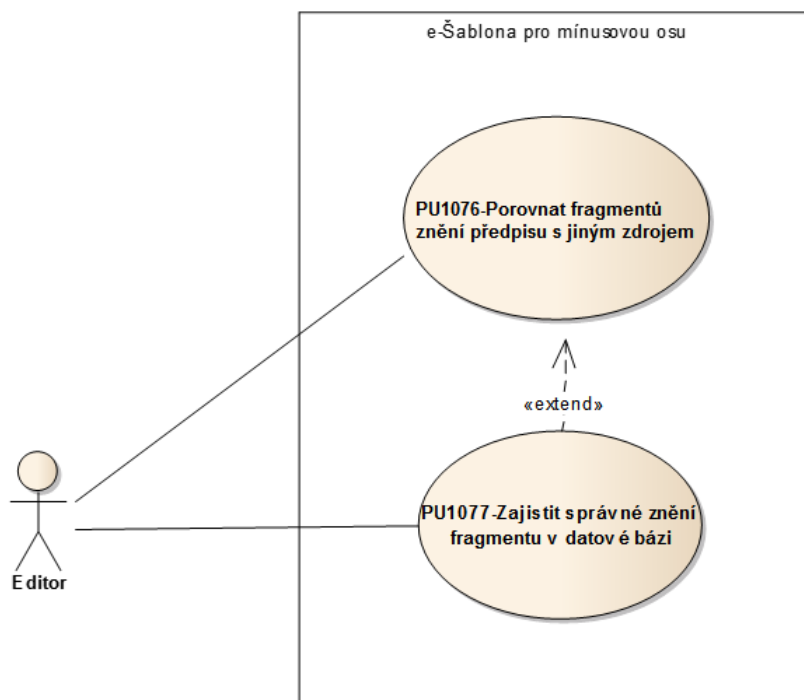 e-Šablona pro mínusovou osu
PU1076-Porovnat fragmentů
znění předpisu s jiným zdrojem
«extend»
PU1077-Zajistit správné znění
fragmentu v datové bázi
Editor